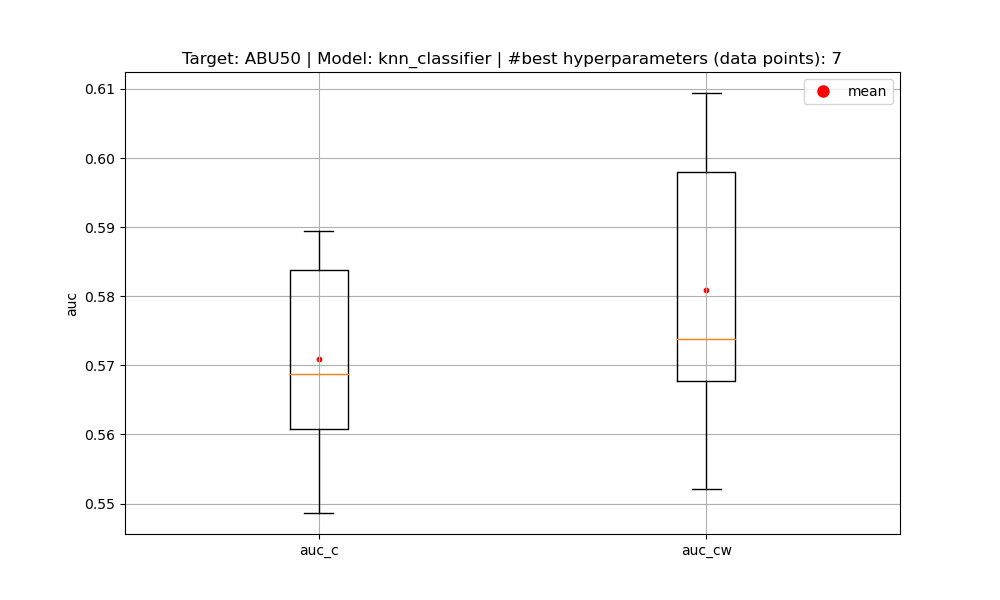 Target: ABU50 | Model: knn_classifier | #best hyperparameters (data points): 7
mean
0.61
0.60
0.59
0.58
0.57
0.56
0.55
auc
auc_c
auc_cw